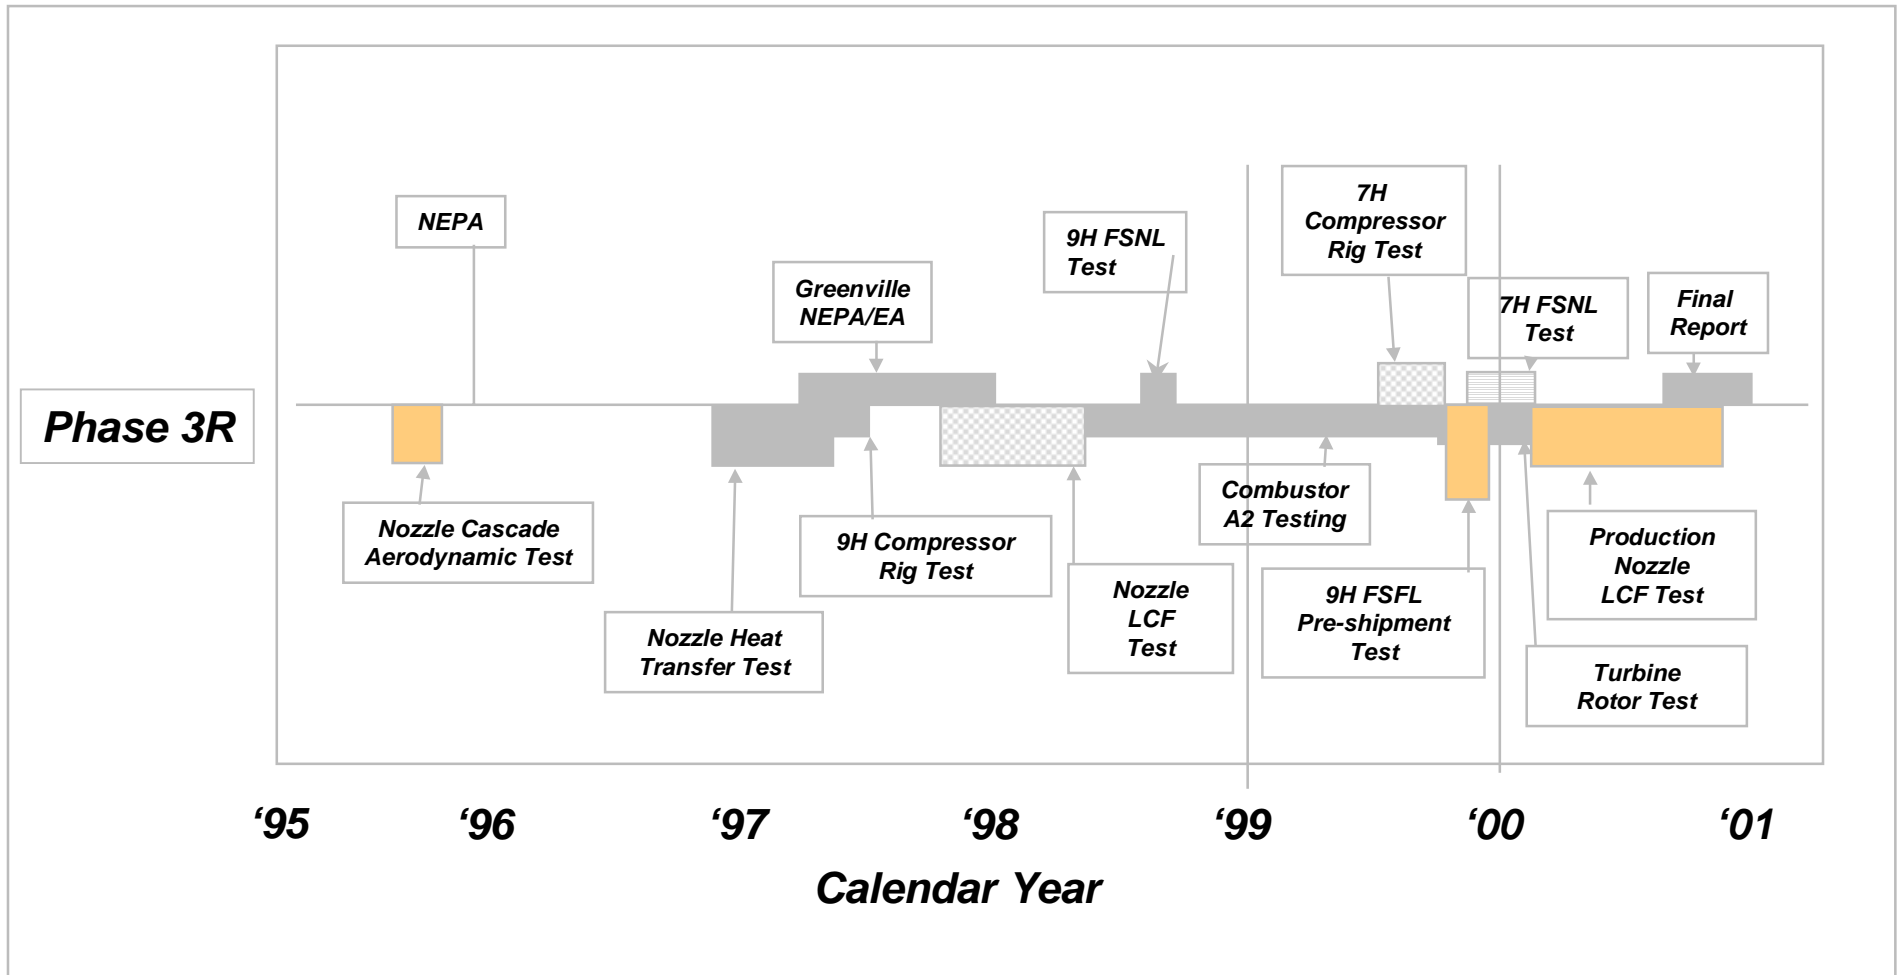 NEPA
Greenville
NEPA/EA
9H FSNL
Test
7H
Compressor
Rig Test
7H FSNL
Test
Final
Report
Phase 3R
Nozzle Cascade
Aerodynamic Test
Nozzle Heat
Transfer Test
9H Compressor
Rig Test
Nozzle
LCF
Test
Combustor
A2 Testing
9H FSFL
Pre-shipment
Test
Production
Nozzle
LCF Test
Turbine
Rotor Test
‘95 ‘96 ‘97 ‘98 ‘99 ‘00 ‘01
Calendar Year